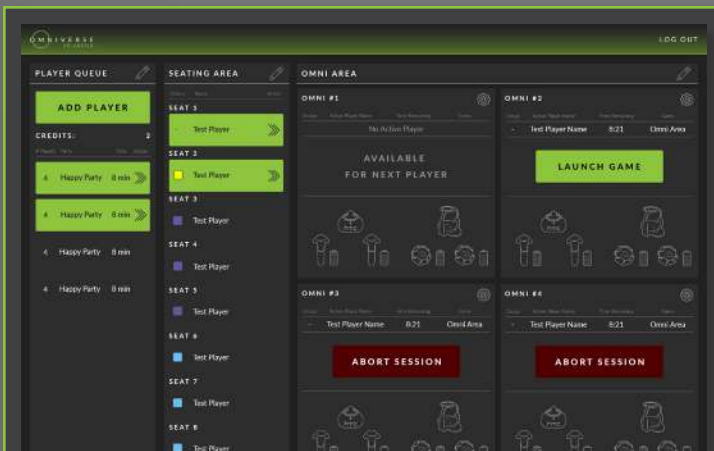 OMNIVERSE
LOG OUT
PLAYER QUEUE
ADD PLAYER
CREDITS: 3
4 Happy Party 8 min
4 Happy Party 8 min
4 Happy Party 8 min
4 Happy Party 8 min
SEATING AREA
SEAT 1
- Test Player
SEAT 2
Test Player
SEAT 3
Test Player
SEAT 4
Test Player
SEAT 5
Test Player
SEAT 6
Test Player
SEAT 7
Test Player
SEAT 8
Test Player
OMNI AREA
OMNI #1
No Active Player
AVAILABLE
FOR NEXT PLAYER
OMNI #2
- Test Player Name 8:21 Omni Area
LAUNCH GAME
OMNI #3
- Test Player Name 8:21 Omni Area
ABORT SESSION
OMNI #4
- Test Player Name 8:21 Omni Area
ABORT SESSION